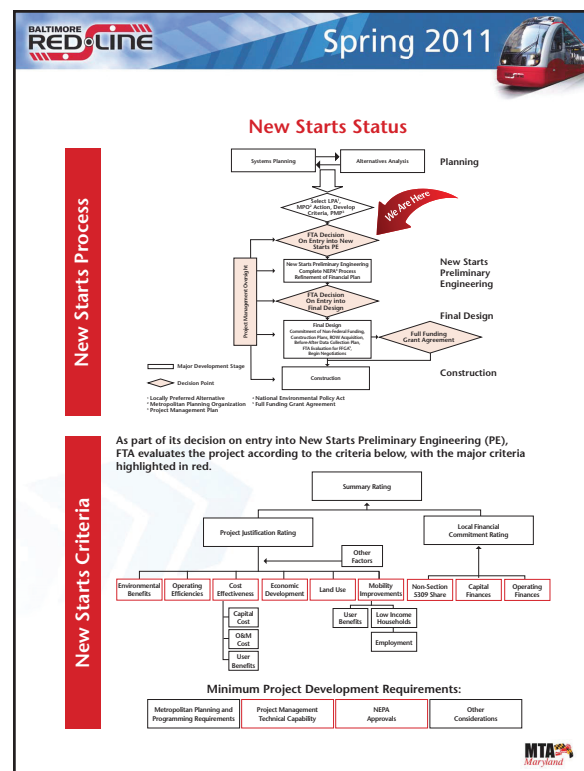 BALTIMORE
RED LINE
Spring 2011
New Starts Process
New Starts Status
Systems Planning
Alternatives Analysis
Planning
Select LPA¹,
MPO² Action, Develop
Criteria, PMP³
We Are Here
FTA Decision
On Entry into New
Starts PE
Project Management Oversight
New Starts Preliminary Engineering
Complete NEPA⁴ Process
Refinement of Financial Plan
New Starts
Preliminary
Engineering
FTA Decision
On Entry into
Final Design
Final Design
Final Design
Commitment of Non-Federal Funding,
Construction Plans, ROW Acquisition,
Before-After Data Collection Plan,
FTA Evaluation for FFGA⁵,
Begin Negotiations
Full Funding
Grant Agreement
Major Development Stage
Decision Point
Construction
Construction
¹ Locally Preferred Alternative
² Metropolitan Planning Organization
³ Project Management Plan
⁴ National Environmental Policy Act
⁵ Full Funding Grant Agreement
New Starts Criteria
As part of its decision on entry into New Starts Preliminary Engineering (PE),
FTA evaluates the project according to the criteria below, with the major criteria
highlighted in red.
Summary Rating
Project Justification Rating
Local Financial
Commitment Rating
Other
Factors
Environmental
Benefits
Operating
Efficiencies
Cost
Effectiveness
Economic
Development
Land Use
Mobility
Improvements
Non-Section
5309 Share
Capital
Finances
Operating
Finances
Capital
Cost
O&M
Cost
User
Benefits
User
Benefits
Low Income
Households
Employment
Minimum Project Development Requirements:
Metropolitan Planning and
Programming Requirements
Project Management
Technical Capability
NEPA
Approvals
Other
Considerations
MTA
Maryland